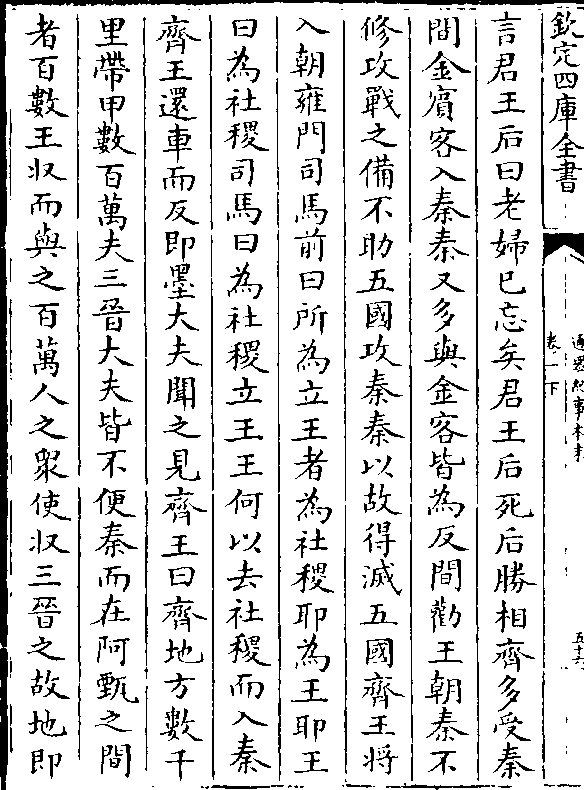 欽定四庫全書
通鑑紀事本末
卷一下
五十六
言君王后曰老婦已忘矣君王后死后勝相齊多受秦
間金賓客入秦秦又多與金客皆為反間勸王朝秦不
修攻戰之備不助五國攻秦秦以故得滅五國齊王將
入朝雍門司馬前曰所為立王者為社稷耶為王耶王
曰為社稷司馬曰為社稷立王王何以去社稷而入秦
齊王還車而反即墨大夫聞之見齊王曰齊地方數千
里帶甲數百萬夫三晉大夫皆不便秦而在阿甄之間
者百數王収而與之百萬人之眾使収三晉之故地即